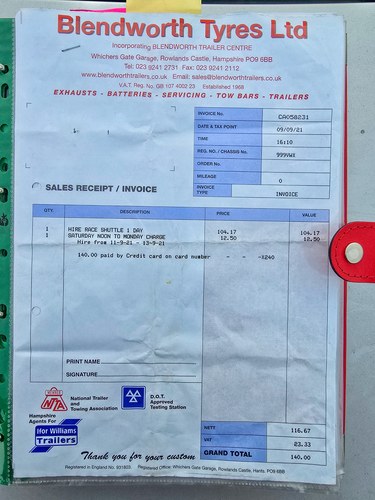 Blendworth Tyres Ltd
Incorporating BLENDWORTH TRAILER CENTRE
Whichers Gate Garage, Rowlands Castle, Hampshire PO9 6BB
Tel: 023 9241 2731 Fax: 023 9241 2112
www.blendworthtrailers.co.uk Email: sales@blendworthtrailers.co.uk
V.A.T. Reg. No. GB 107 4002 23 Established 1968
EXHAUSTS - BATTERIES - SERVICING - TOW BARS - TRAILERS
INVOICE No. CA058231
DATE & TAX POINT 09/09/21
TIME 16:10
REG. No. / CHASSIS No. 999VWE
ORDER No.
MILEAGE 0
INVOICE TYPE INVOICE
SALES RECEIPT / INVOICE
QTY. DESCRIPTION PRICE VALUE
1 HIRE RACE SHUTTLE 1 DAY 104.17 104.17
1 SATURDAY NOON TO MONDAY CHARGE 12.50 12.50
Hire from 11-9-21 - 13-9-21
140.00 paid by Credit card on card number - - -3240
PRINT NAME
SIGNATURE
NTTA
National Trailer and Towing Association
D.O.T. Approved Testing Station
Hampshire Agents For
Ifor Williams Trailers
Thank you for your custom
NETT 116.67
VAT 23.33
GRAND TOTAL 140.00
Registered in England No. 931803 Registered Office: Whichers Gate Garage, Rowlands Castle, Hants. PO9 6BB